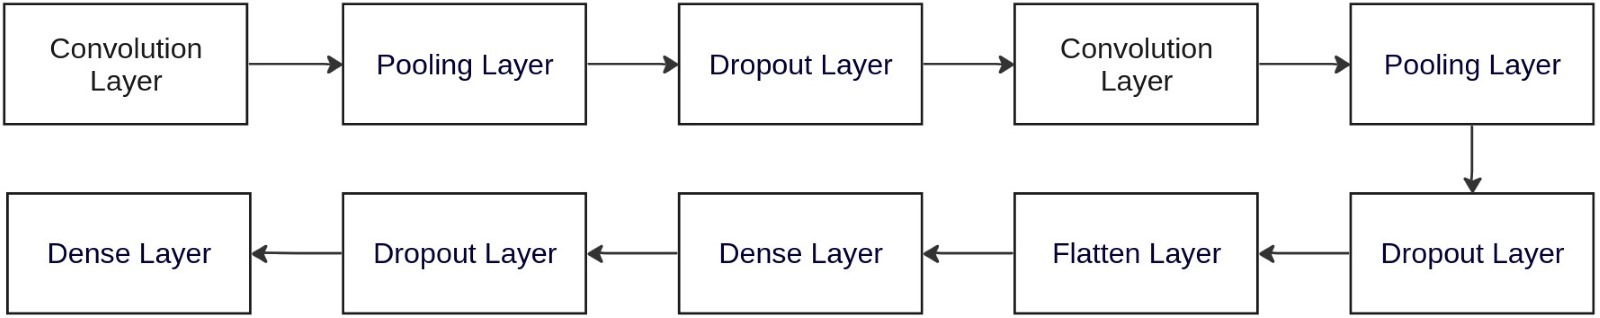 Convolution
Layer
Pooling Layer
Dropout Layer
Convolution
Layer
Pooling Layer
Dense Layer
Dropout Layer
Dense Layer
Flatten Layer
Dropout Layer